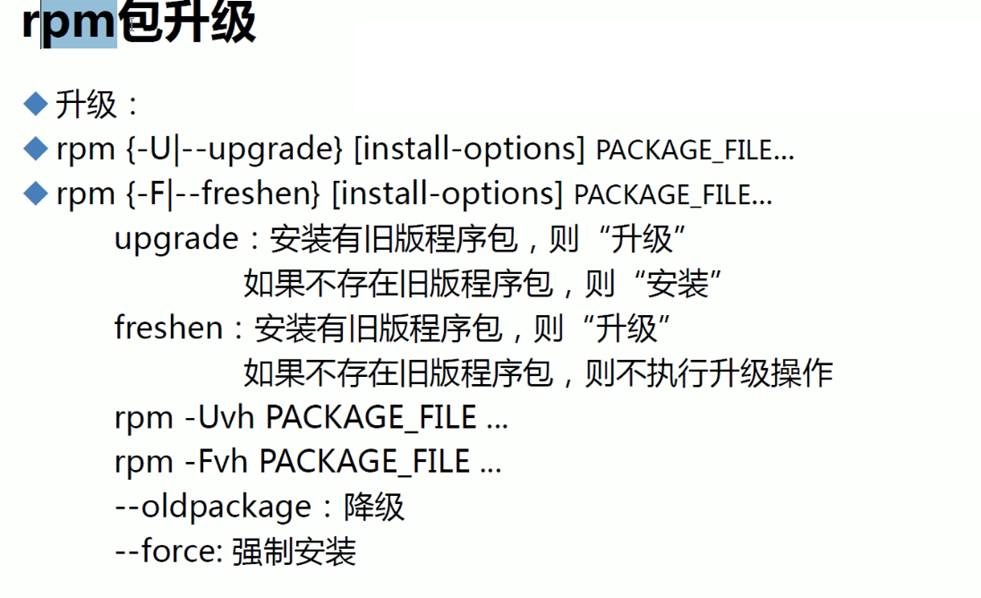 rpm包升级
升级：
rpm {-U|--upgrade} [install-options] PACKAGE_FILE...
rpm {-F|--freshen} [install-options] PACKAGE_FILE...
upgrade：安装有旧版程序包，则“升级”
如果不存在旧版程序包，则“安装”
freshen：安装有旧版程序包，则“升级”
如果不存在旧版程序包，则不执行升级操作
rpm -Uvh PACKAGE_FILE ...
rpm -Fvh PACKAGE_FILE ...
--oldpackage：降级
--force: 强制安装